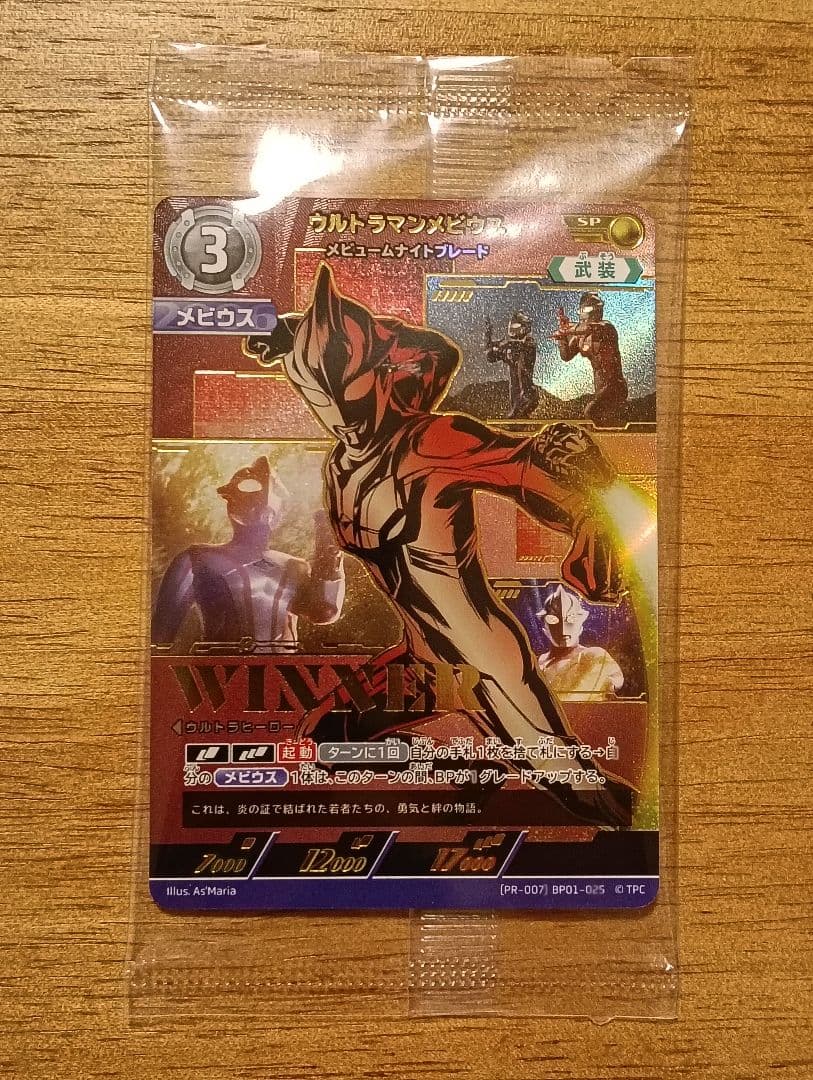 3
ウルトラマンメビウス
メビュームナイトブレード
SP
武装
ぶそう
メビウス
WINNER
ウルトラヒーロー
起動 ターンに1回 自分の手札1枚を捨て札にする→自
分の メビウス 1体は、このターンの間、BPが1グレードアップする。
これは、炎の証で結ばれた若者たちの、勇気と絆の物語。
7000 12000 17000
Illus. As'Maria [PR-007] BP01-025 ©TPC